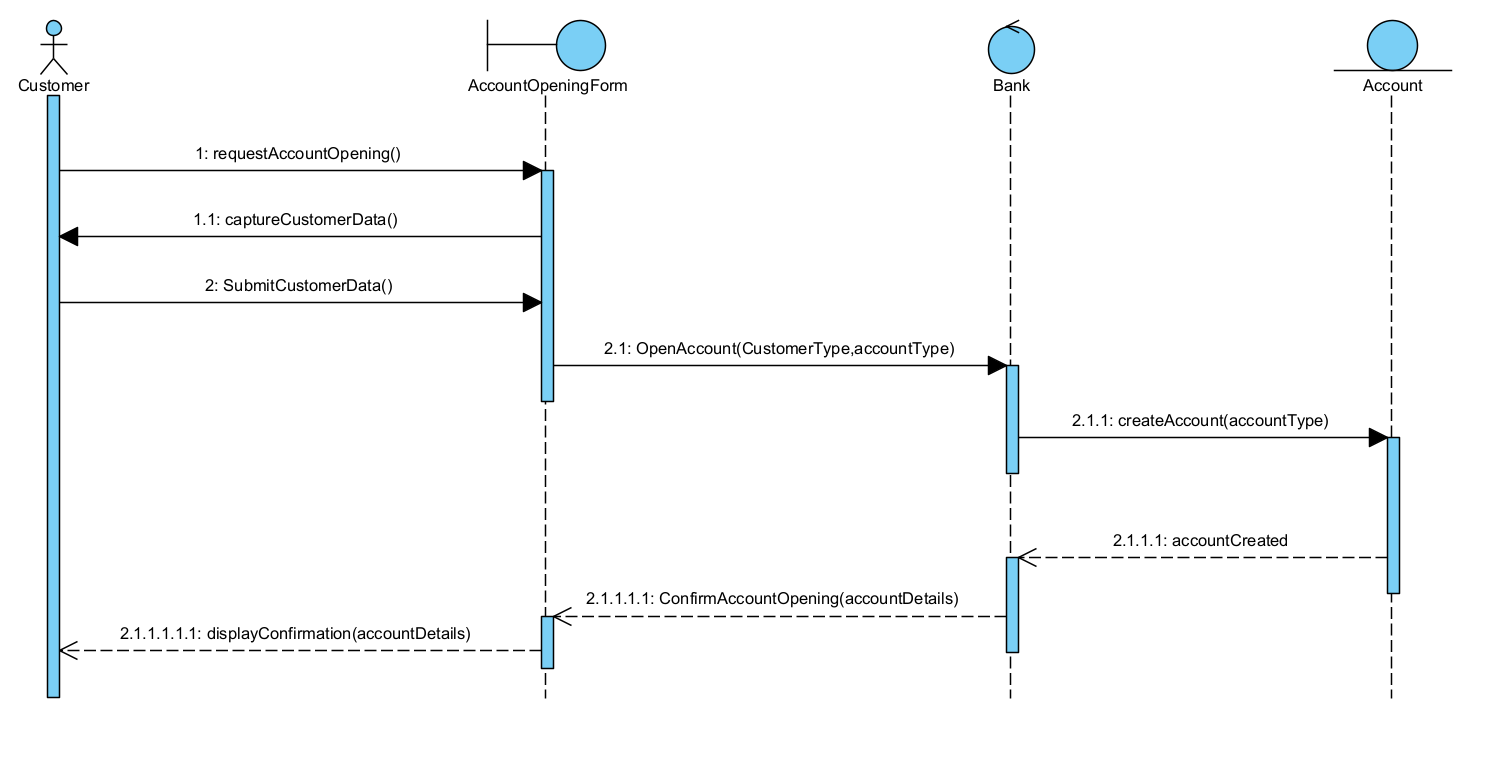 Customer
AccountOpeningForm
Bank
Account
1: requestAccountOpening()
1.1: captureCustomerData()
2: SubmitCustomerData()
2.1: OpenAccount(CustomerType,accountType)
2.1.1: createAccount(accountType)
2.1.1.1: accountCreated
2.1.1.1.1: ConfirmAccountOpening(accountDetails)
2.1.1.1.1.1: displayConfirmation(accountDetails)